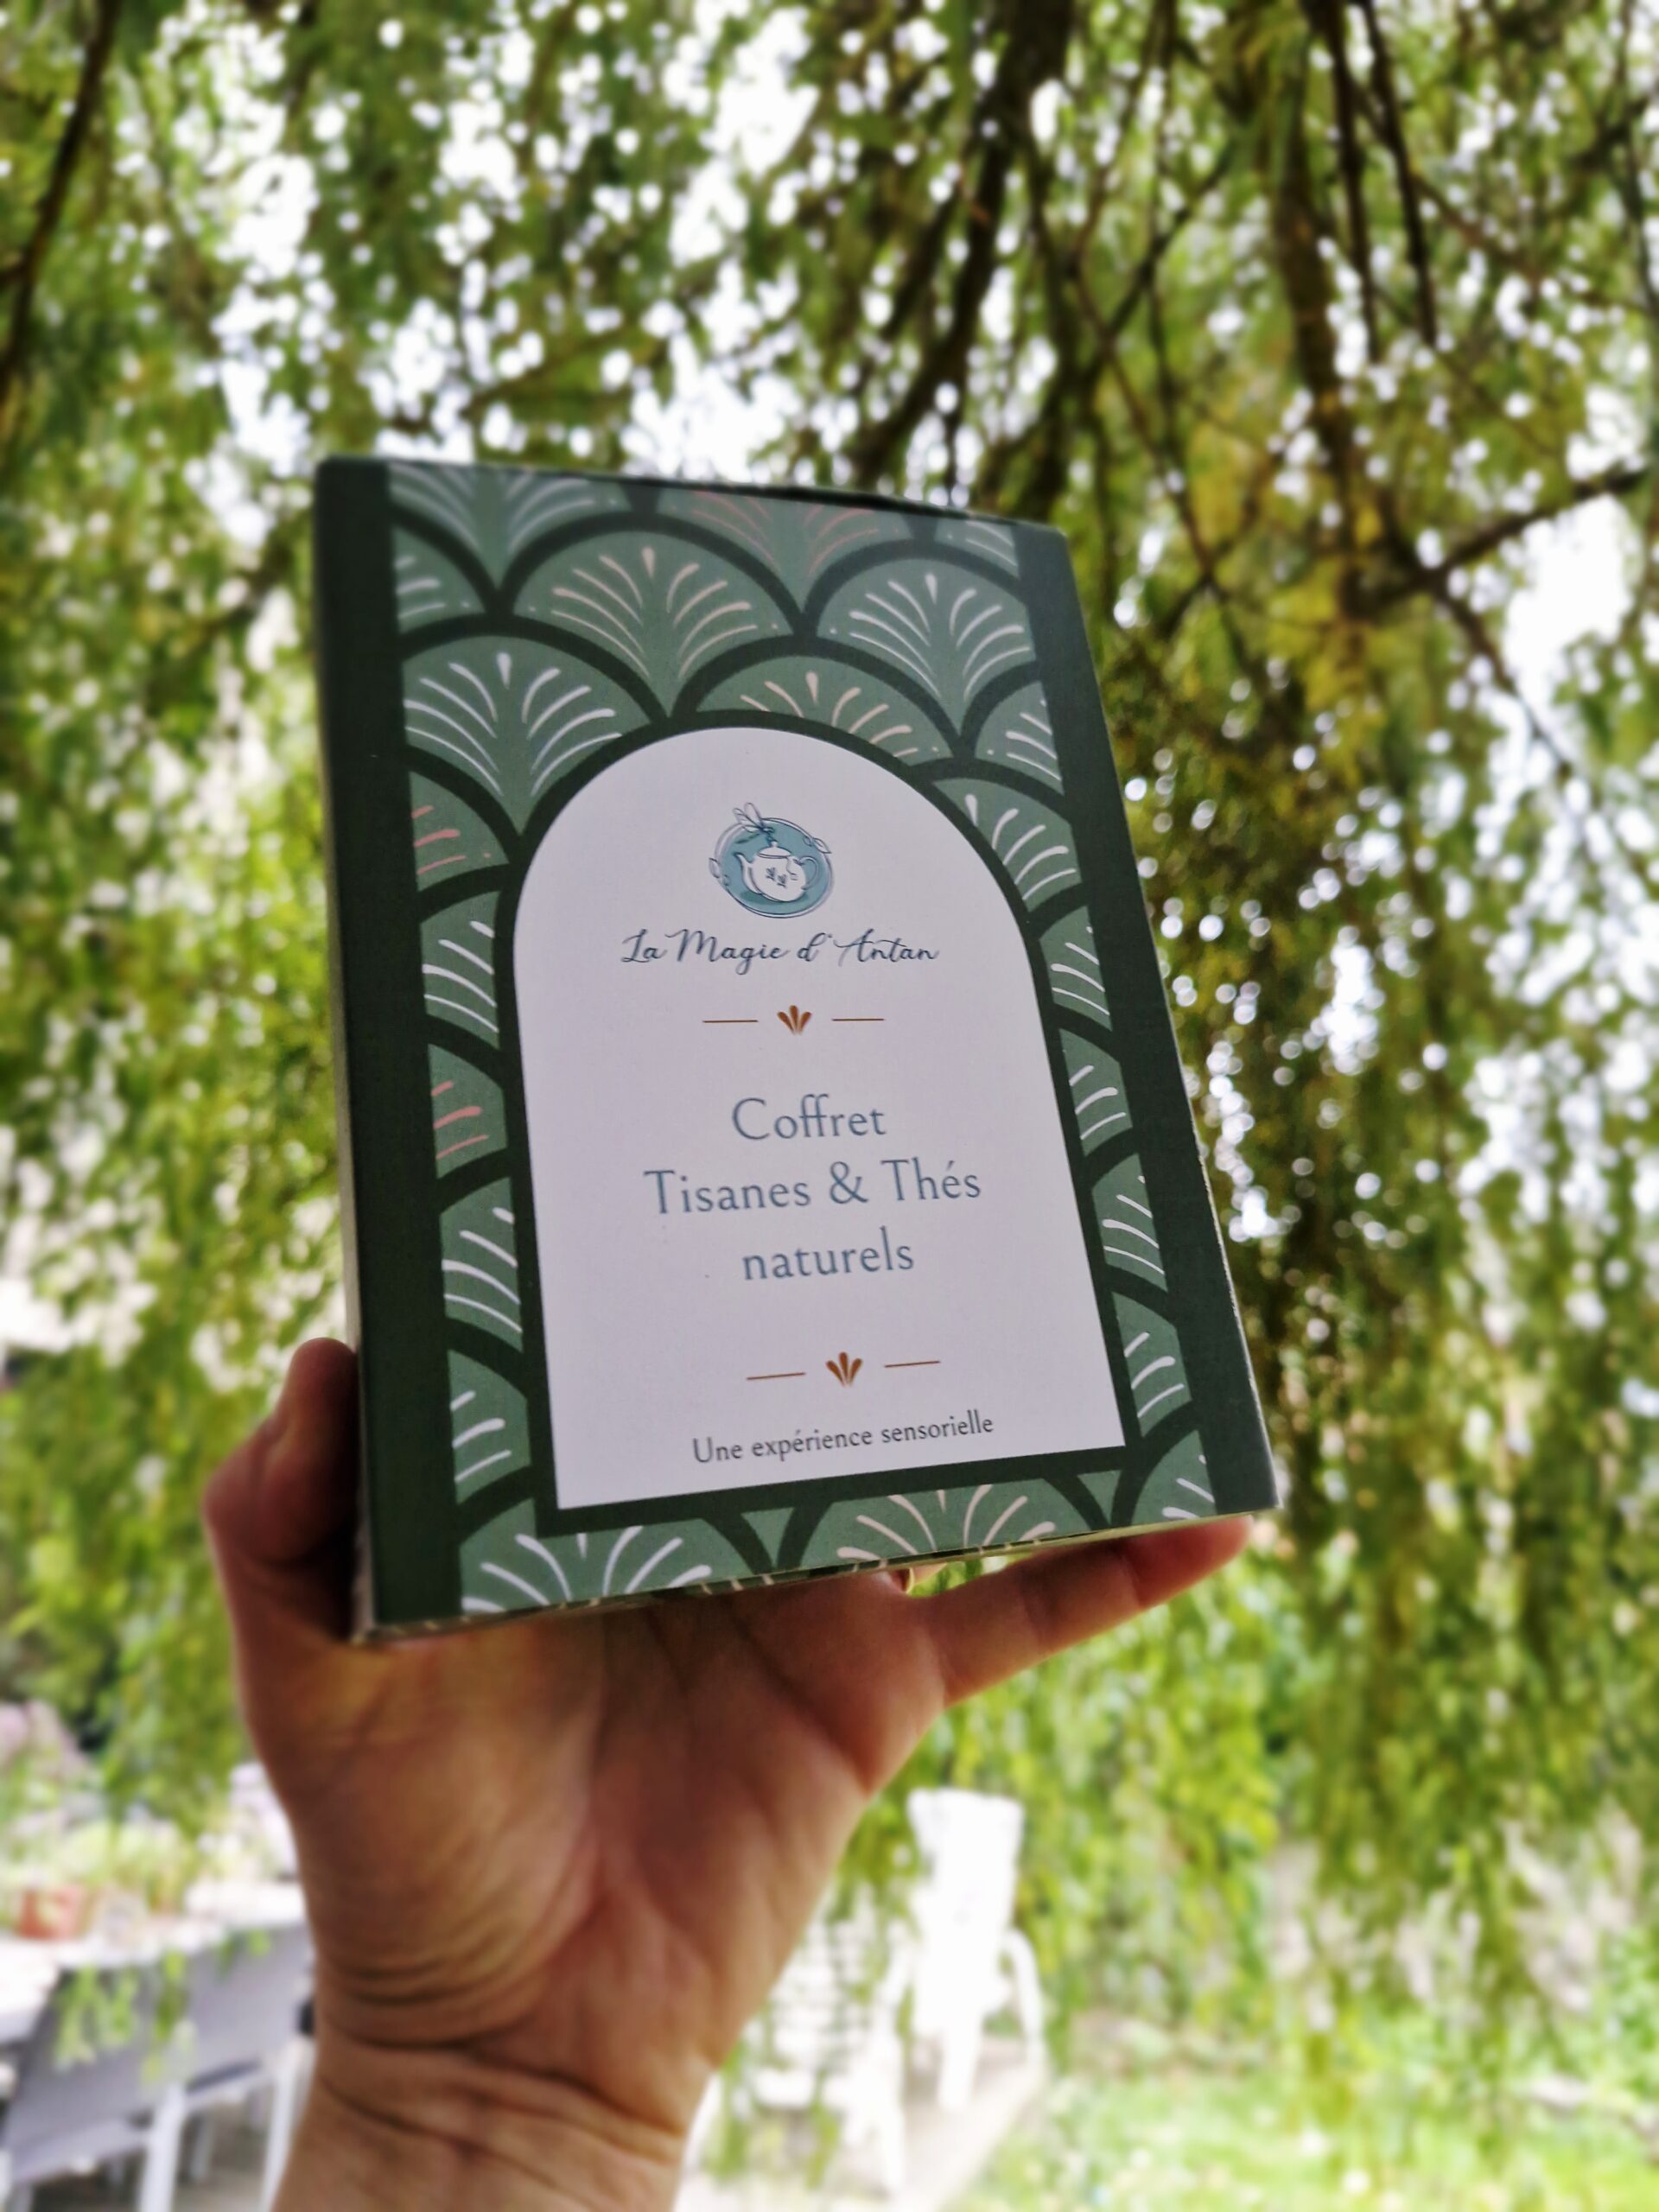 La Magie d'Antan
Coffret
Tisanes & Thés
naturels
Une expérience sensorielle